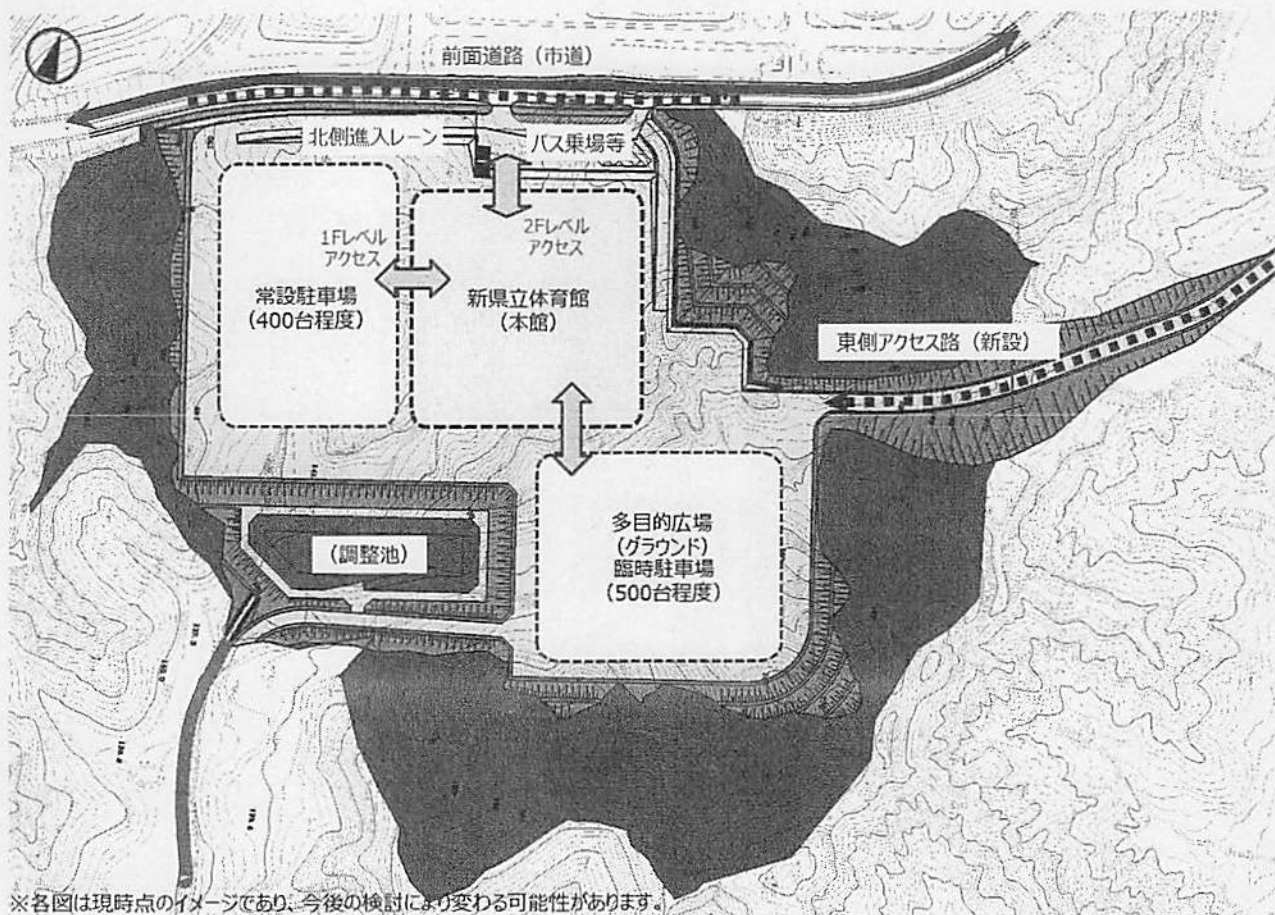 前面道路（市道）
北側進入レーン
バス乗場等
1Fレベル
アクセス
2Fレベル
アクセス
常設駐車場
(400台程度)
新県立体育館
(本館)
東側アクセス路（新設）
多目的広場
(グラウンド)
臨時駐車場
(500台程度)
(調整池)
※各図は現時点のイメージであり、今後の検討により変わる可能性があります。